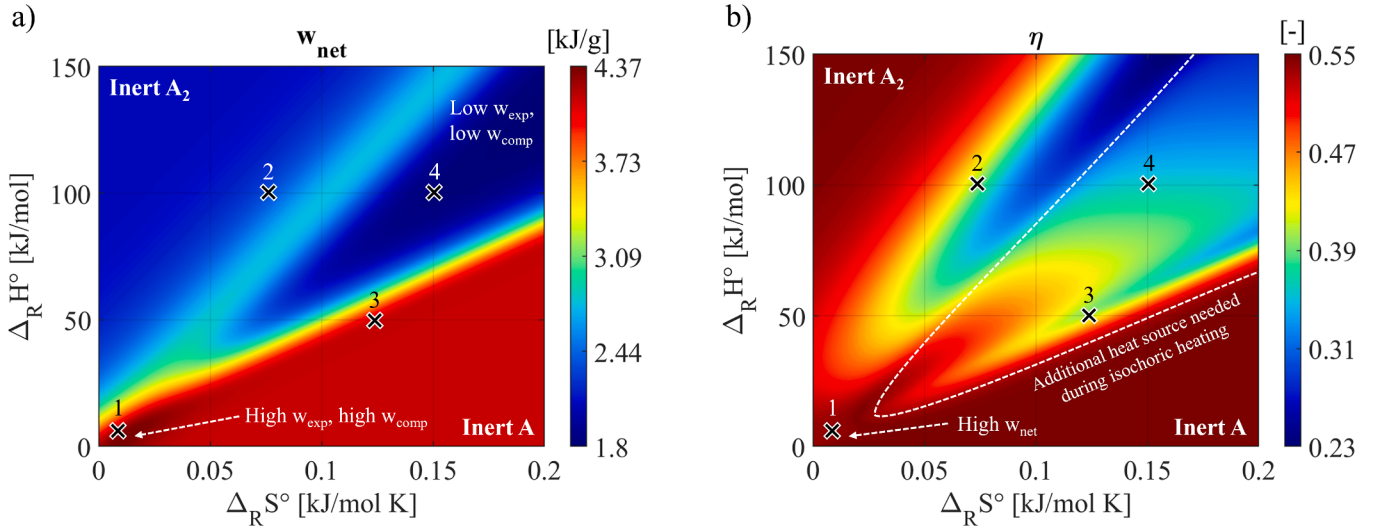 a)
w_net
[kJ/g]
150
100
50
0
Δ_R H° [kJ/mol]
Inert A₂
Low w_exp,
low w_comp
2
4
3
1
High w_exp, high w_comp
Inert A
0
0.05
0.1
0.15
0.2
Δ_R S° [kJ/mol K]
4.37
3.73
3.09
2.44
1.8
b)
η
[-]
150
100
50
0
Δ_R H° [kJ/mol]
Inert A₂
2
4
3
Additional heat source needed
during isochoric heating
1
High w_net
Inert A
0
0.05
0.1
0.15
0.2
Δ_R S° [kJ/mol K]
0.55
0.47
0.39
0.31
0.23